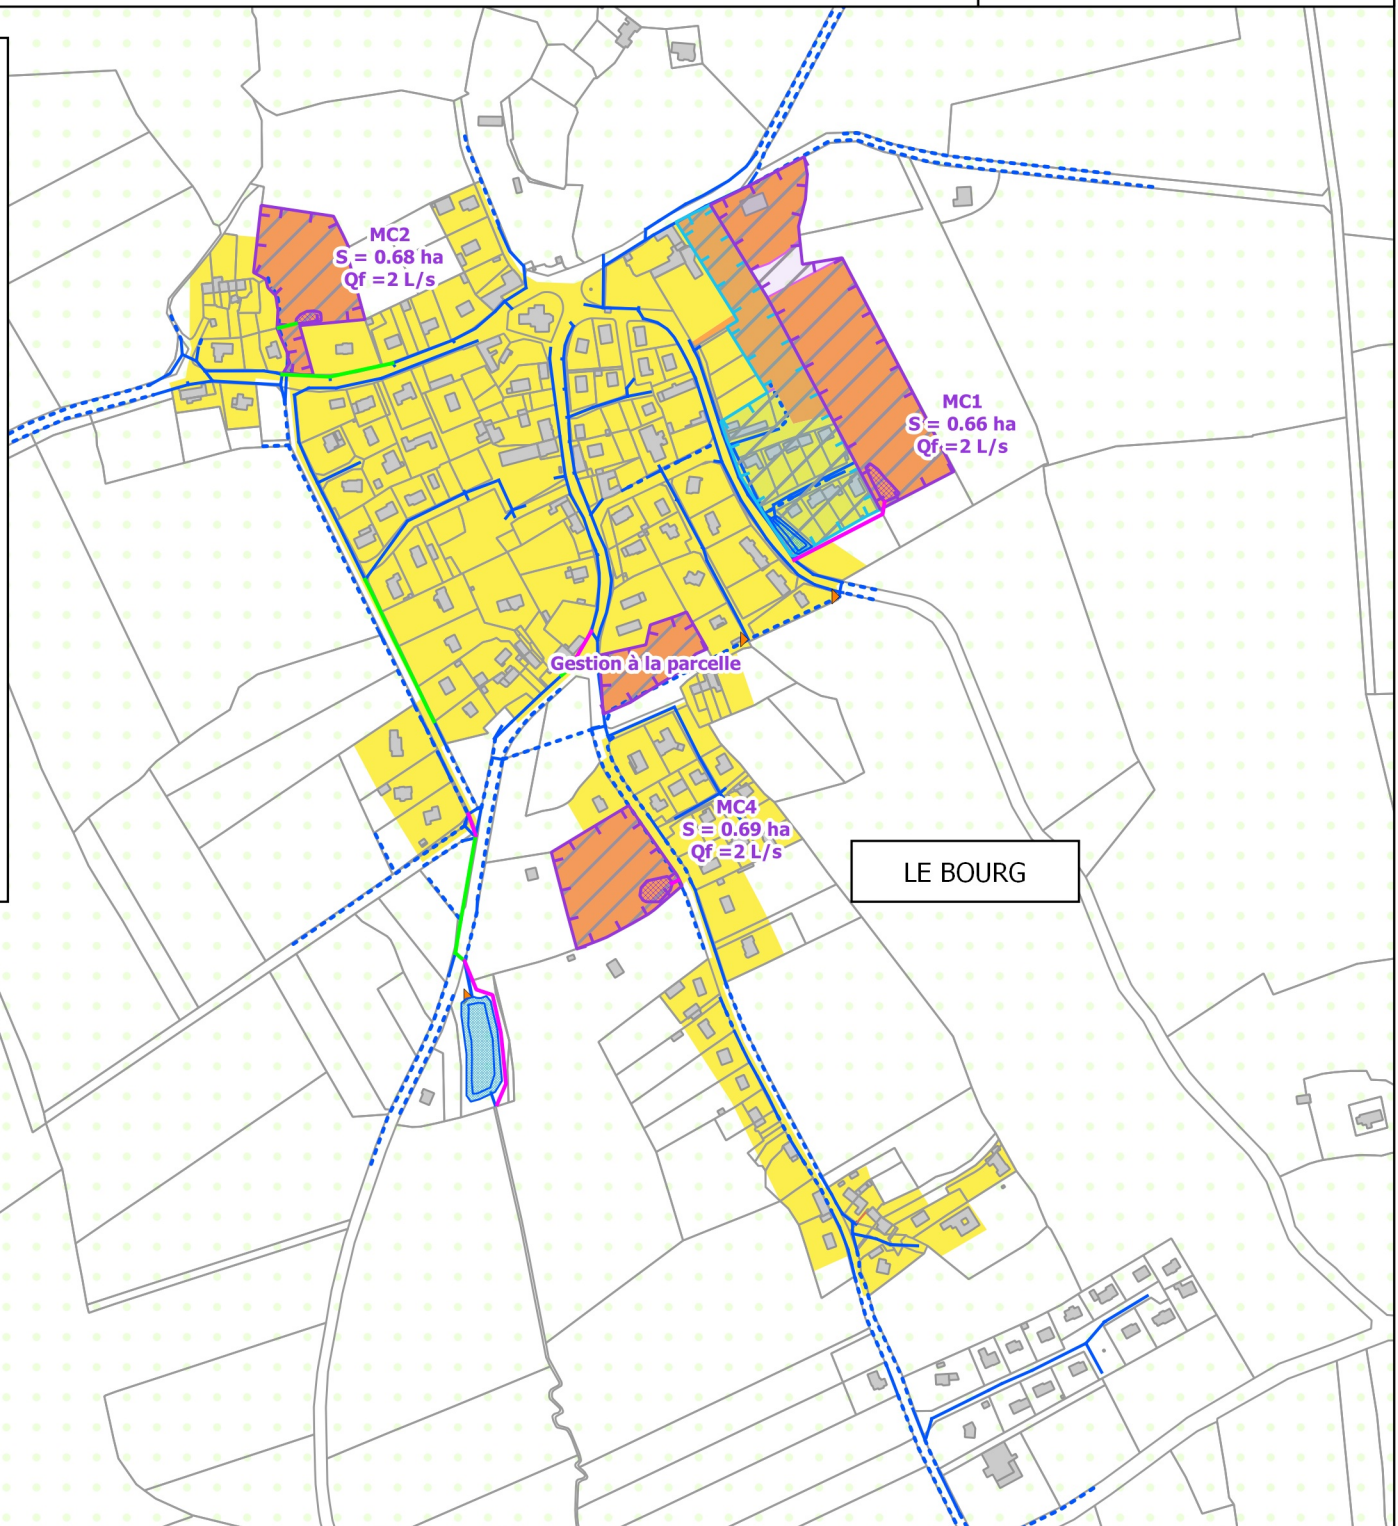 MC2
S = 0.68 ha
Qf =2 L/s
MC1
S = 0.66 ha
Qf =2 L/s
Gestion à la parcelle
MC4
S = 0.69 ha
Qf =2 L/s
LE BOURG